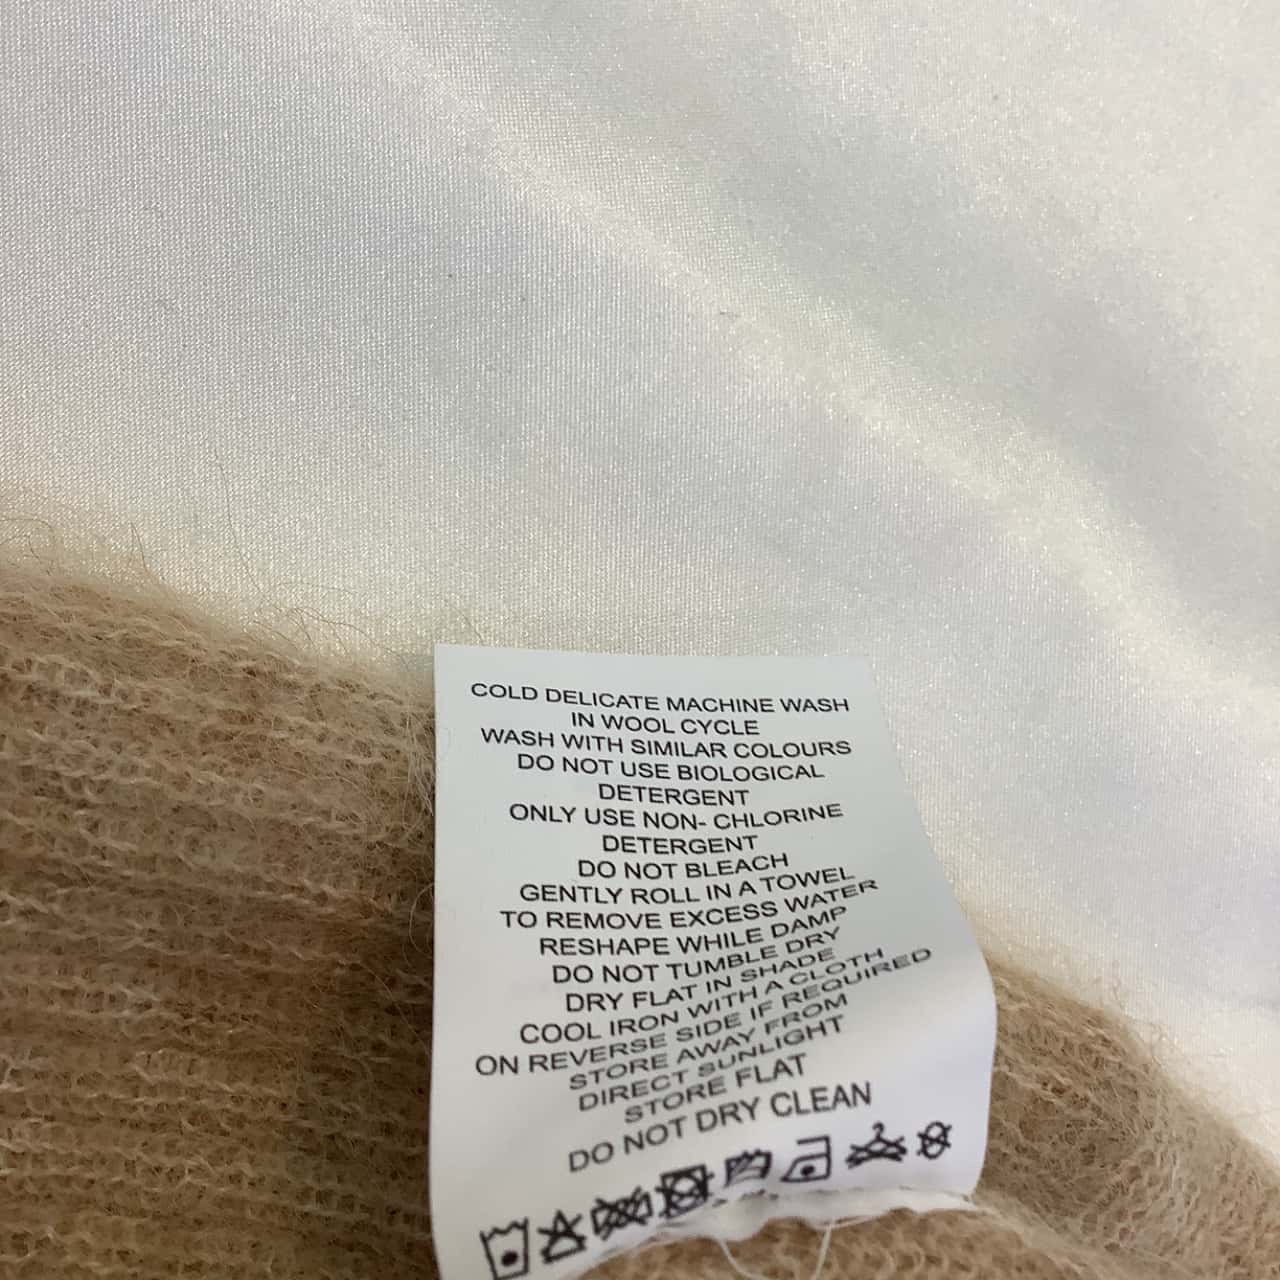 COLD DELICATE MACHINE WASH
IN WOOL CYCLE
WASH WITH SIMILAR COLOURS
DO NOT USE BIOLOGICAL
DETERGENT
ONLY USE NON- CHLORINE
DETERGENT
DO NOT BLEACH
GENTLY ROLL IN A TOWEL
TO REMOVE EXCESS WATER
RESHAPE WHILE DAMP
DO NOT TUMBLE DRY
DRY FLAT IN SHADE
COOL IRON WITH A CLOTH
ON REVERSE SIDE IF REQUIRED
STORE AWAY FROM
DIRECT SUNLIGHT
STORE FLAT
DO NOT DRY CLEAN